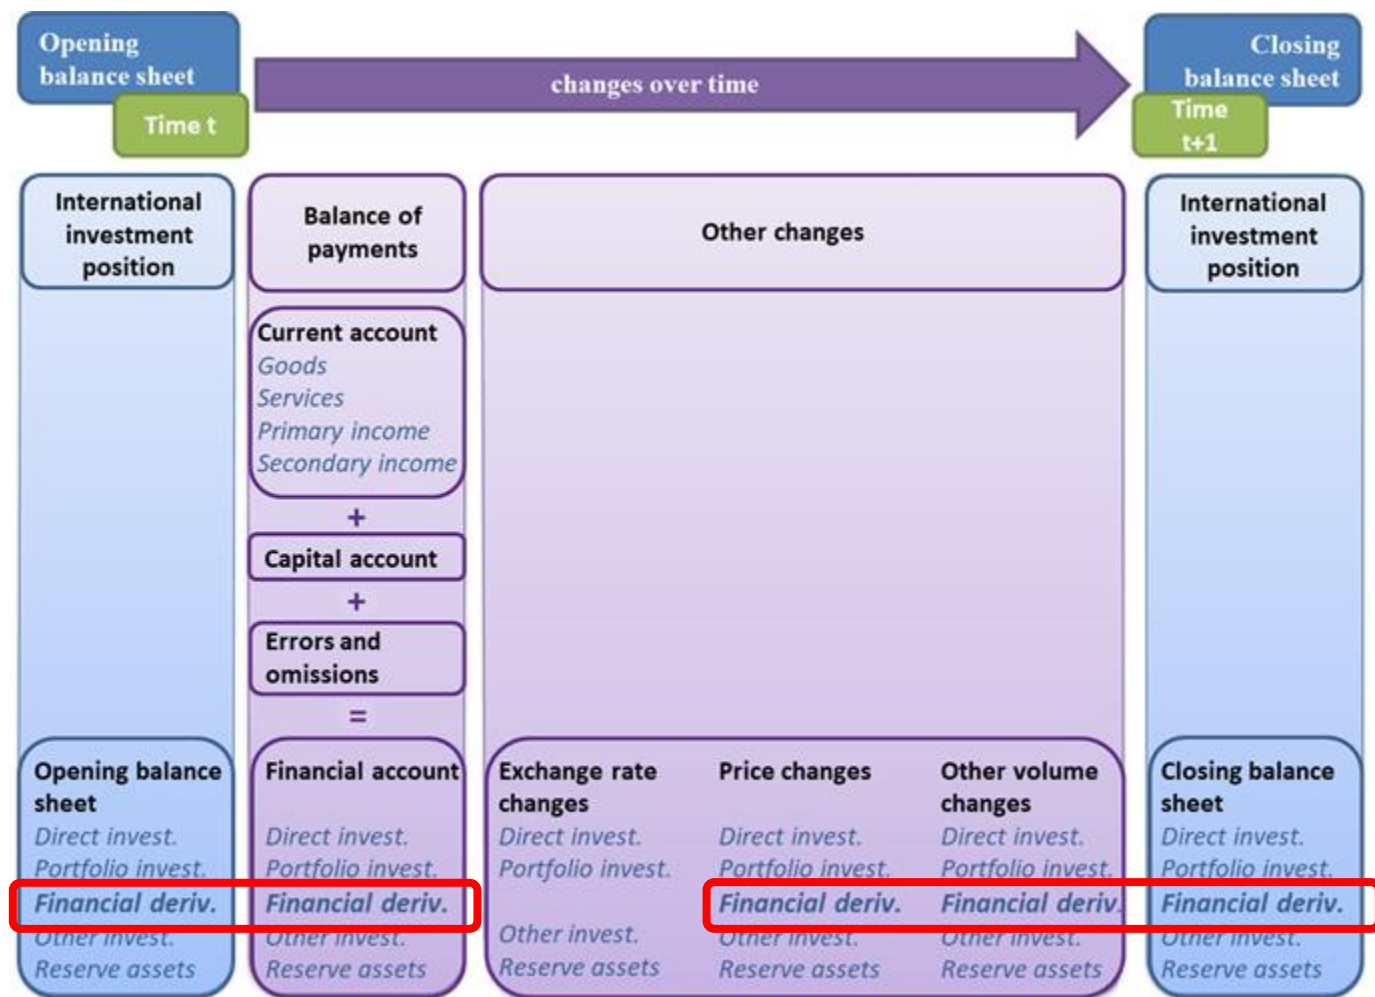 Opening
balance sheet
Time t
changes over time
Closing
balance sheet
Time
t+1
International
investment
position
Balance of
payments
Other changes
International
investment
position
Current account
Goods
Services
Primary income
Secondary income
+
Capital account
+
Errors and
omissions
=
Opening balance
sheet
Direct invest.
Portfolio invest.
Financial deriv.
Other invest.
Reserve assets
Financial account
Direct invest.
Portfolio invest.
Financial deriv.
Other invest.
Reserve assets
Exchange rate
changes
Direct invest.
Portfolio invest.
Other invest.
Reserve assets
Price changes
Direct invest.
Portfolio invest.
Financial deriv.
Other invest.
Reserve assets
Other volume
changes
Direct invest.
Portfolio invest.
Financial deriv.
Other invest.
Reserve assets
Closing balance
sheet
Direct invest.
Portfolio invest.
Financial deriv.
Other invest.
Reserve assets